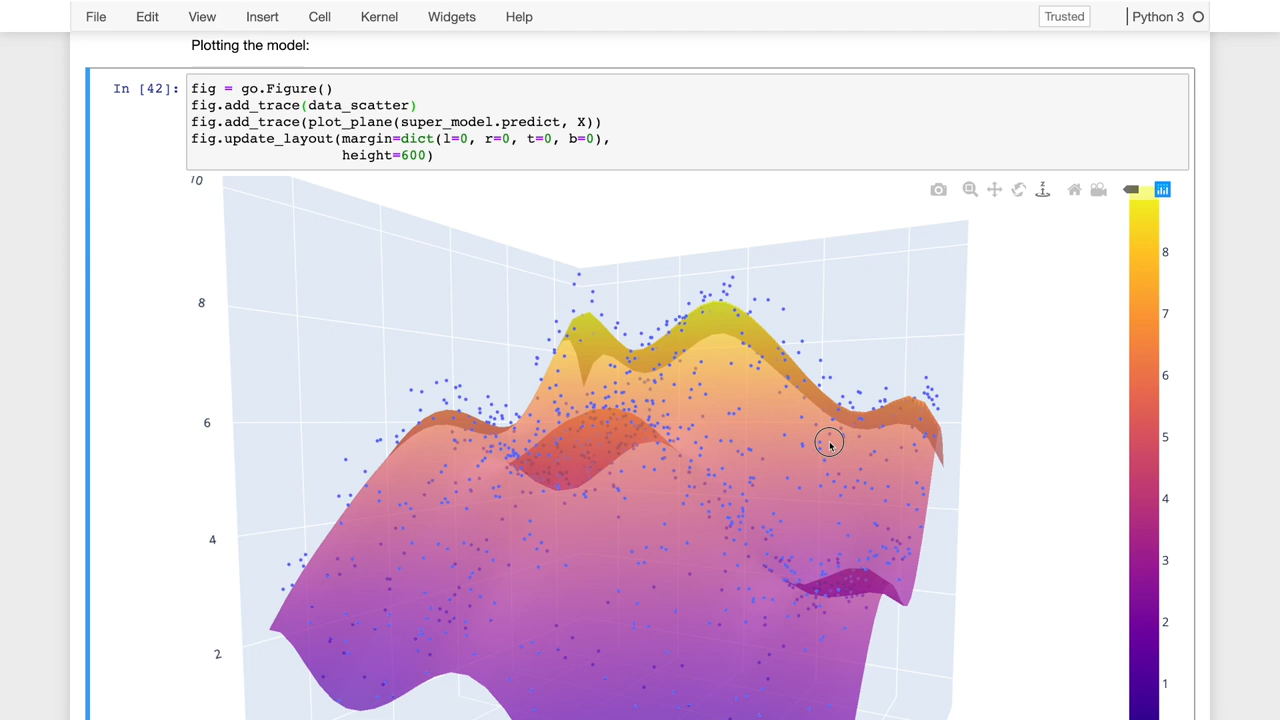 File Edit View Insert Cell Kernel Widgets Help Trusted Python 3
Plotting the model:
In [42]:
fig = go.Figure()
fig.add_trace(data_scatter)
fig.add_trace(plot_plane(super_model.predict, X))
fig.update_layout(margin=dict(l=0, r=0, t=0, b=0),
height=600)
10
8
6
4
2
8
7
6
5
4
3
2
1